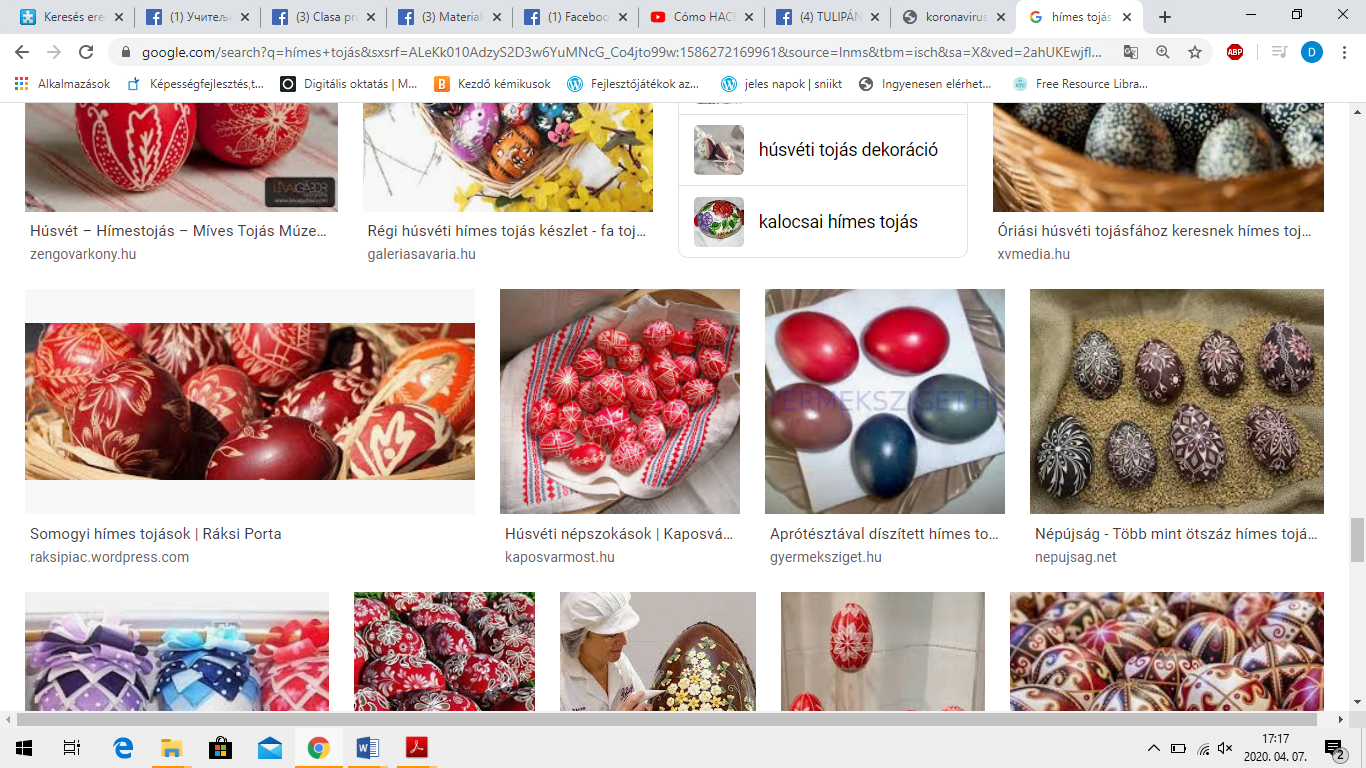 Keresés ere
(1) Учитель
(3) Clasa pr
(3) Material
(1) Faceboo
Cómo HACE
(4) TULIPÁN
koronavirus
hímes tojás
google.com/search?q=hímes+tojás&sxsrf=ALeKk010AdzyS2D3w6YuMNcG_Co4jto99w:1586272169961&source=lnms&tbm=isch&sa=X&ved=2ahUKEwjfl...
ABP
D
Alkalmazások
Képességfejlesztés,t...
Digitális oktatás | M...
Kezdő kémikusok
Fejlesztőjátékok az...
jeles napok | sniikt
Ingyenesen elérhet...
Free Resource Libra...
húsvéti tojás dekoráció
kalocsai hímes tojás
Húsvét – Hímestojás – Míves Tojás Múze...
zengovarkony.hu
Régi húsvéti hímes tojás készlet - fa toj...
galeriasavaria.hu
Óriási húsvéti tojásfához keresnek hímes toj...
xvmedia.hu
Somogyi hímes tojások | Ráksi Porta
raksipiac.wordpress.com
Húsvéti népszokások | Kaposvá...
kaposvarmost.hu
Aprótésztával díszített hímes to...
gyermeksziget.hu
Népújság - Több mint ötszáz hímes tojá...
nepujsag.net
17:17
2020. 04. 07.
2